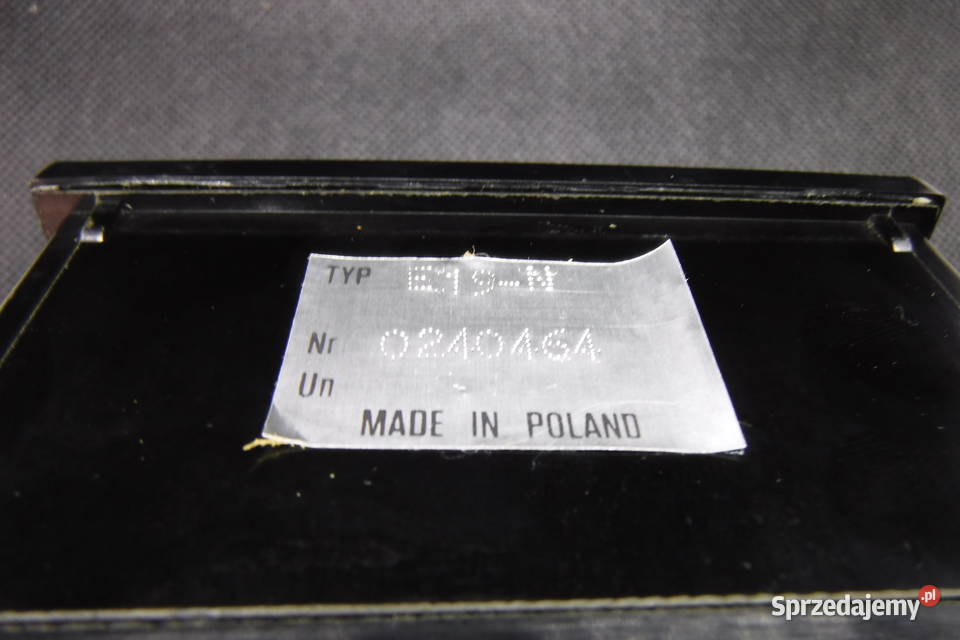 TYP E19-N
Nr 0240464
Un -
MADE IN POLAND
Sprzedajemy.pl